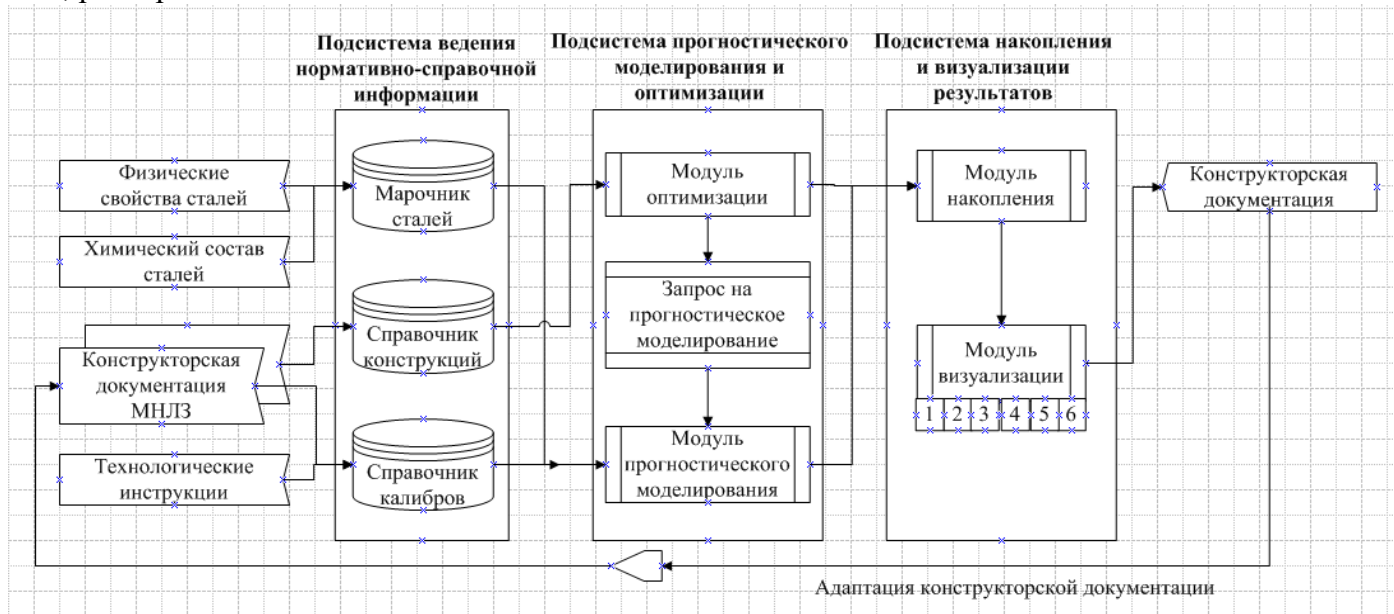 Подсистема ведения
нормативно-справочной
информации
Подсистема прогностического
моделирования и
оптимизации
Подсистема накопления
и визуализации
результатов
Физические
свойства сталей
Химический состав
сталей
Конструкторская
документация
МНЛЗ
Технологические
инструкции
Марочник
сталей
Справочник
конструкций
Справочник
калибров
Модуль
оптимизации
Запрос на
прогностическое
моделирование
Модуль
прогностического
моделирования
Модуль
накопления
Модуль
визуализации
1 2 3 4 5 6
Конструкторская
документация
Адаптация конструкторской документации